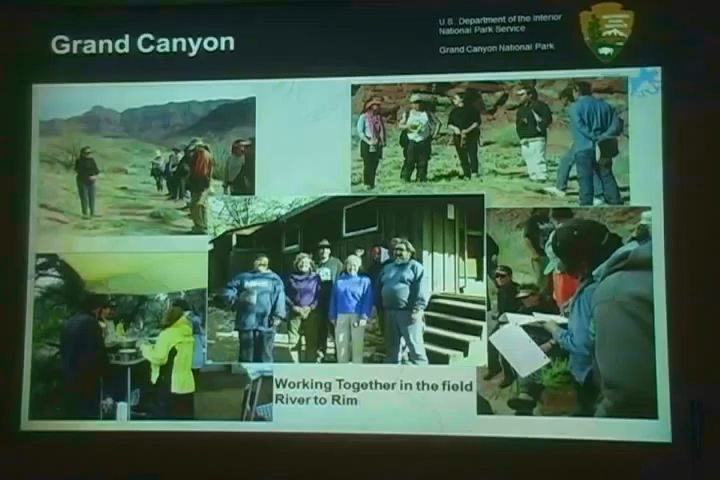 Grand Canyon
U.S. Department of the Interior
National Park Service
Grand Canyon National Park
Working Together in the field
River to Rim